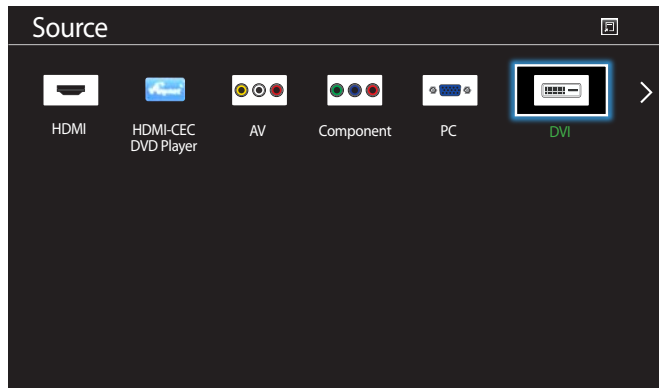 Source
HDMI
HDMI-CEC
DVD Player
AV
Component
PC
DVI